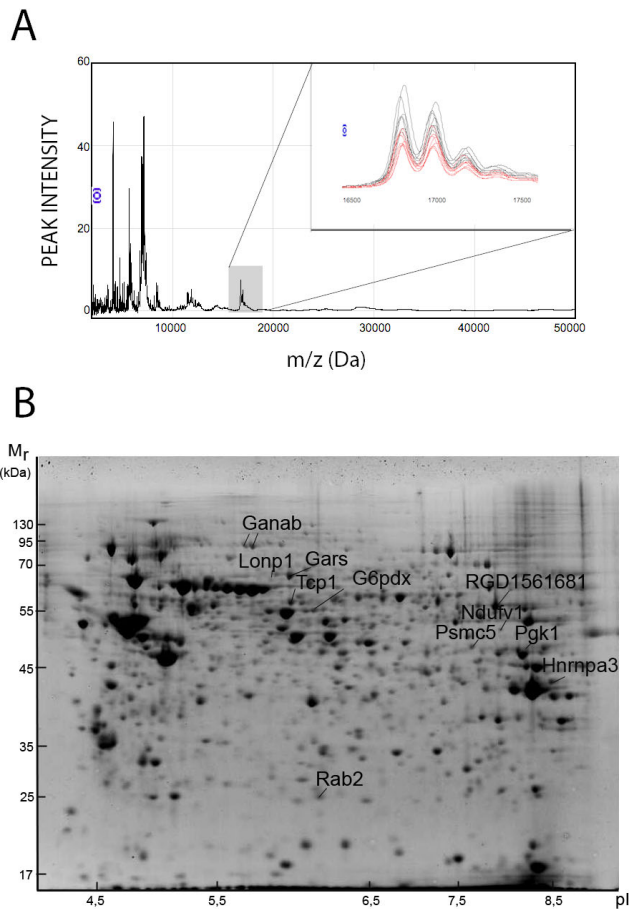 A
60
40
20
0
PEAK INTENSITY
16500 17000 17500
10000 20000 30000 40000 50000
m/z (Da)
B
Mr
(kDa)
130
95
70
55
45
35
25
17
Ganab
Lonp1 Gars
Tcp1 G6pdx
RGD1561681
Ndufv1
Psmc5 Pgk1
Hnrnpa3
Rab2
4,5 5,5 6,5 7,5 8,5 pI